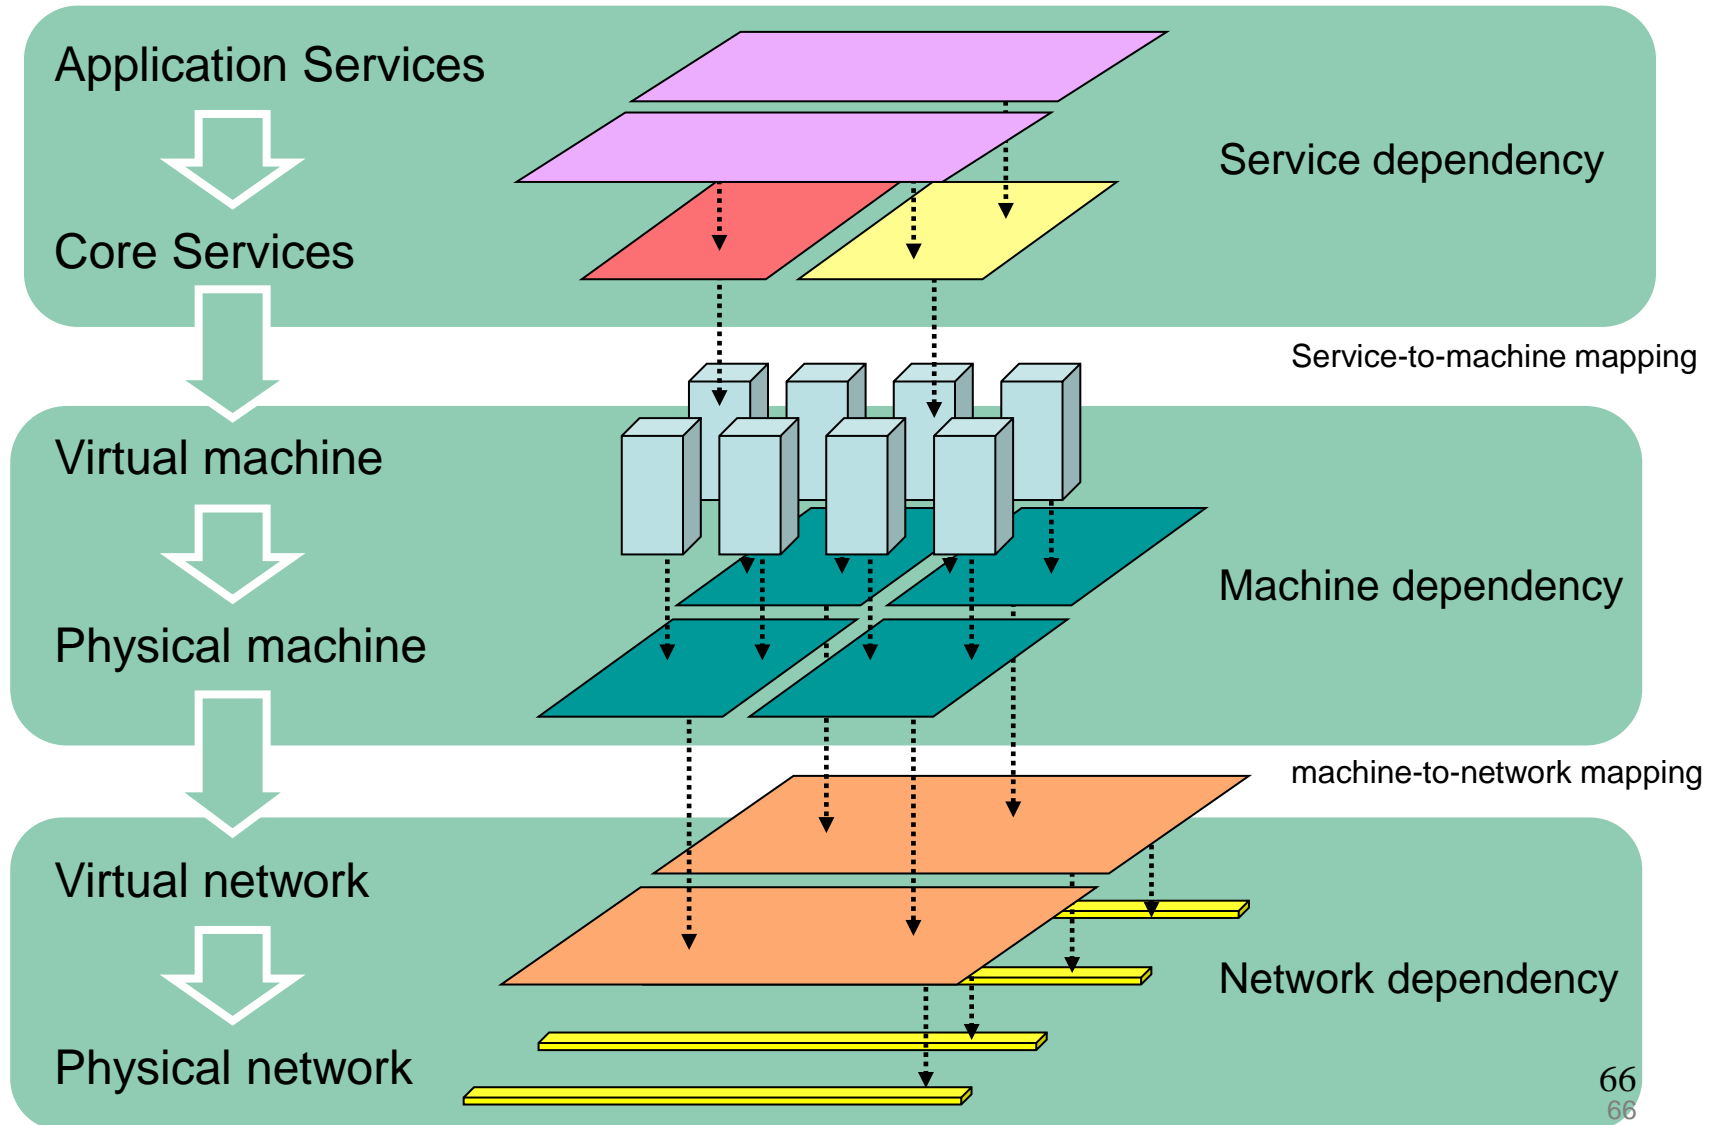 Application Services
Service dependency
Core Services
Service-to-machine mapping
Virtual machine
Machine dependency
Physical machine
machine-to-network mapping
Virtual network
Network dependency
Physical network
66
66